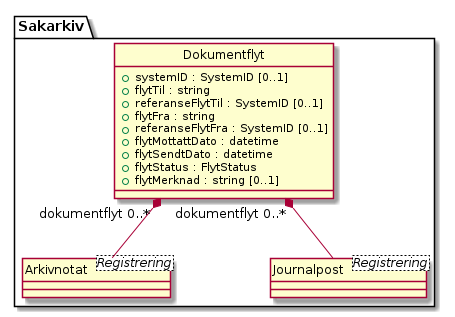 Sakarkiv
Dokumentflyt
systemID : SystemID [0..1]
flytTil : string
referanseFlytTil : SystemID [0..1]
flytFra : string
referanseFlytFra : SystemID [0..1]
flytMottattDato : datetime
flytSendtDato : datetime
flytStatus : FlytStatus
flytMerknad : string [0..1]
dokumentflyt 0..* dokumentflyt 0..*
Arkivnotat Registrering Journalpost Registrering